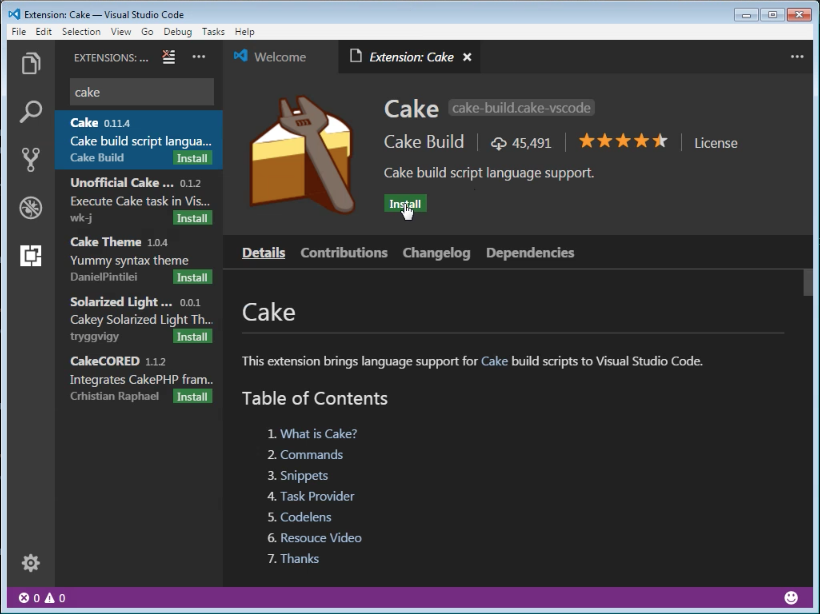 Extension: Cake — Visual Studio Code
File Edit Selection View Go Debug Tasks Help
EXTENSIONS: ...
Welcome
Extension: Cake
cake
Cake 0.11.4
Cake build script langua...
Cake Build Install
Unofficial Cake ... 0.1.2
Execute Cake task in Vis...
wk-j Install
Cake Theme 1.0.4
Yummy syntax theme
DanielPintilei Install
Solarized Light ... 0.0.1
Cakey Solarized Light Th...
tryggvigy Install
CakeCORED 1.1.2
Integrates CakePHP fram..
Crhistian Raphael Install
Cake cake-build.cake-vscode
Cake Build 45,491 License
Cake build script language support.
Install
Details Contributions Changelog Dependencies
Cake
This extension brings language support for Cake build scripts to Visual Studio Code.
Table of Contents
1. What is Cake?
2. Commands
3. Snippets
4. Task Provider
5. Codelens
6. Resouce Video
7. Thanks
0 0